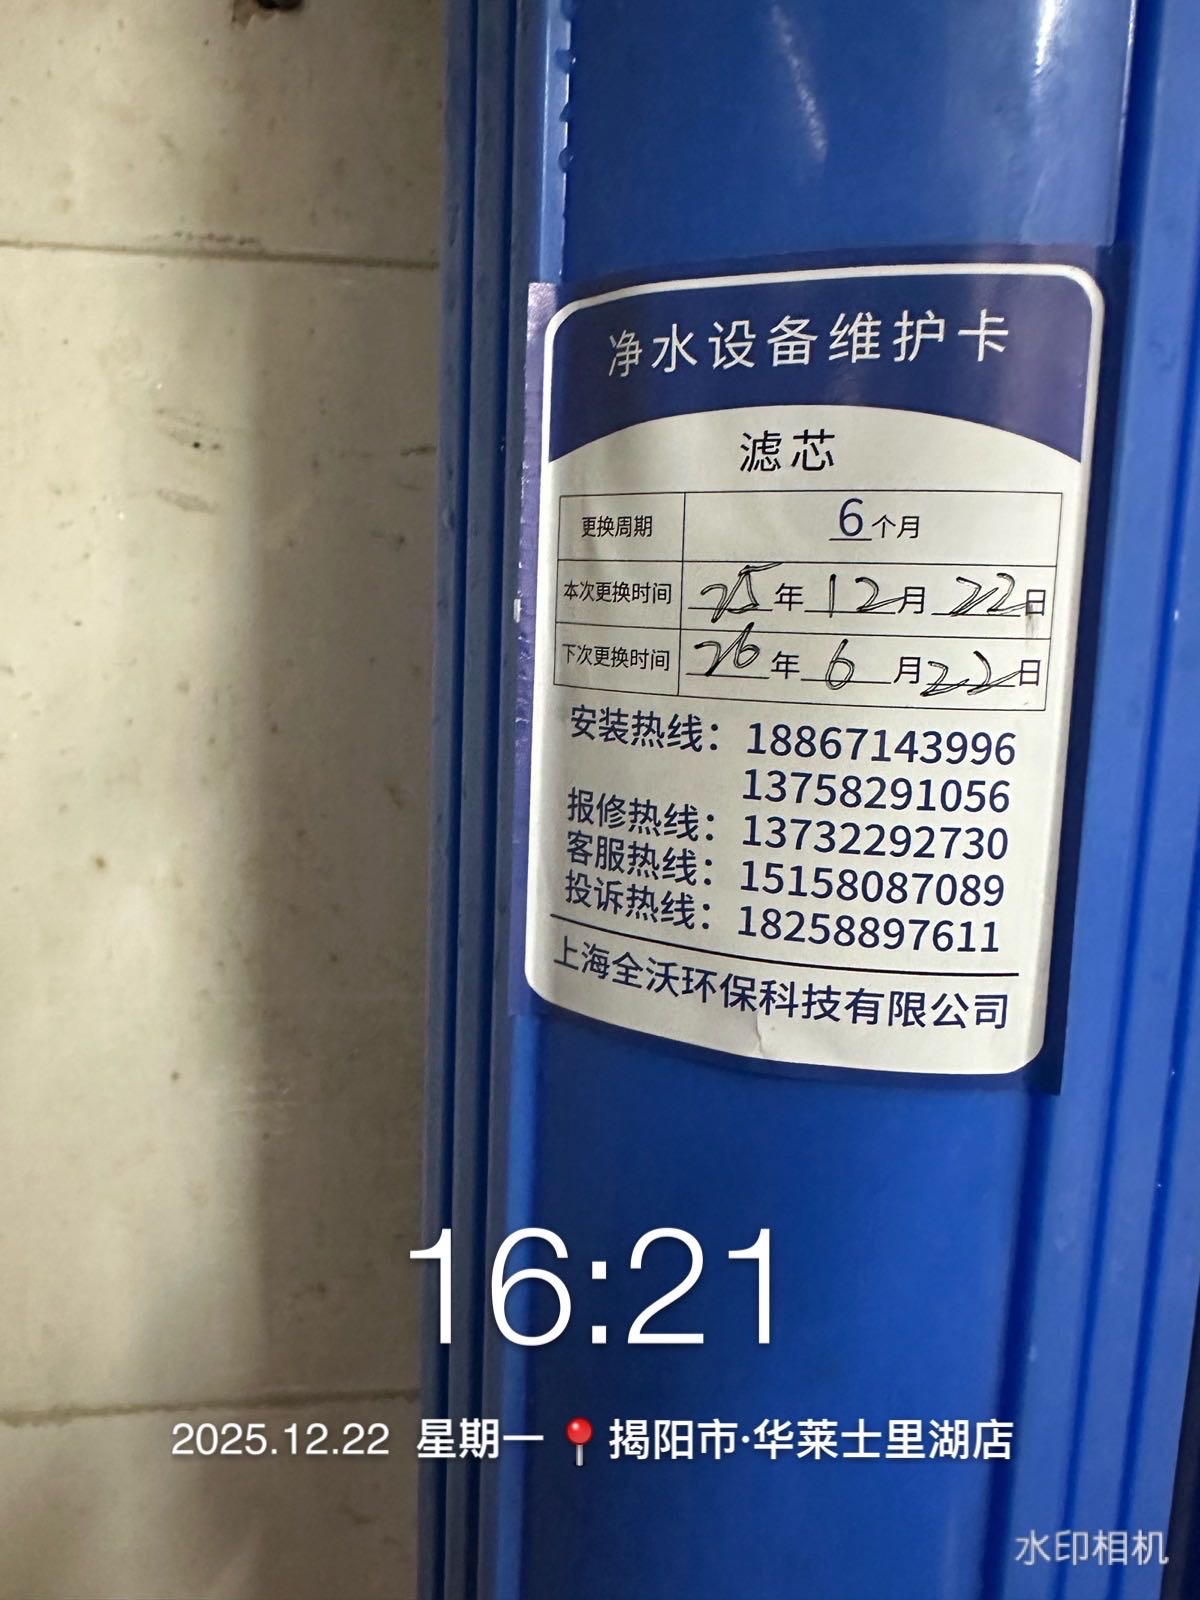 净水设备维护卡
滤芯
更换周期 6个月
本次更换时间 25年12月22日
下次更换时间 26年6月22日
安装热线：18867143996
13758291056
报修热线：13732292730
客服热线：15158087089
投诉热线：18258897611
上海全沃环保科技有限公司
16:21
2025.12.22 星期一 📍揭阳市·华莱士里湖店
水印相机